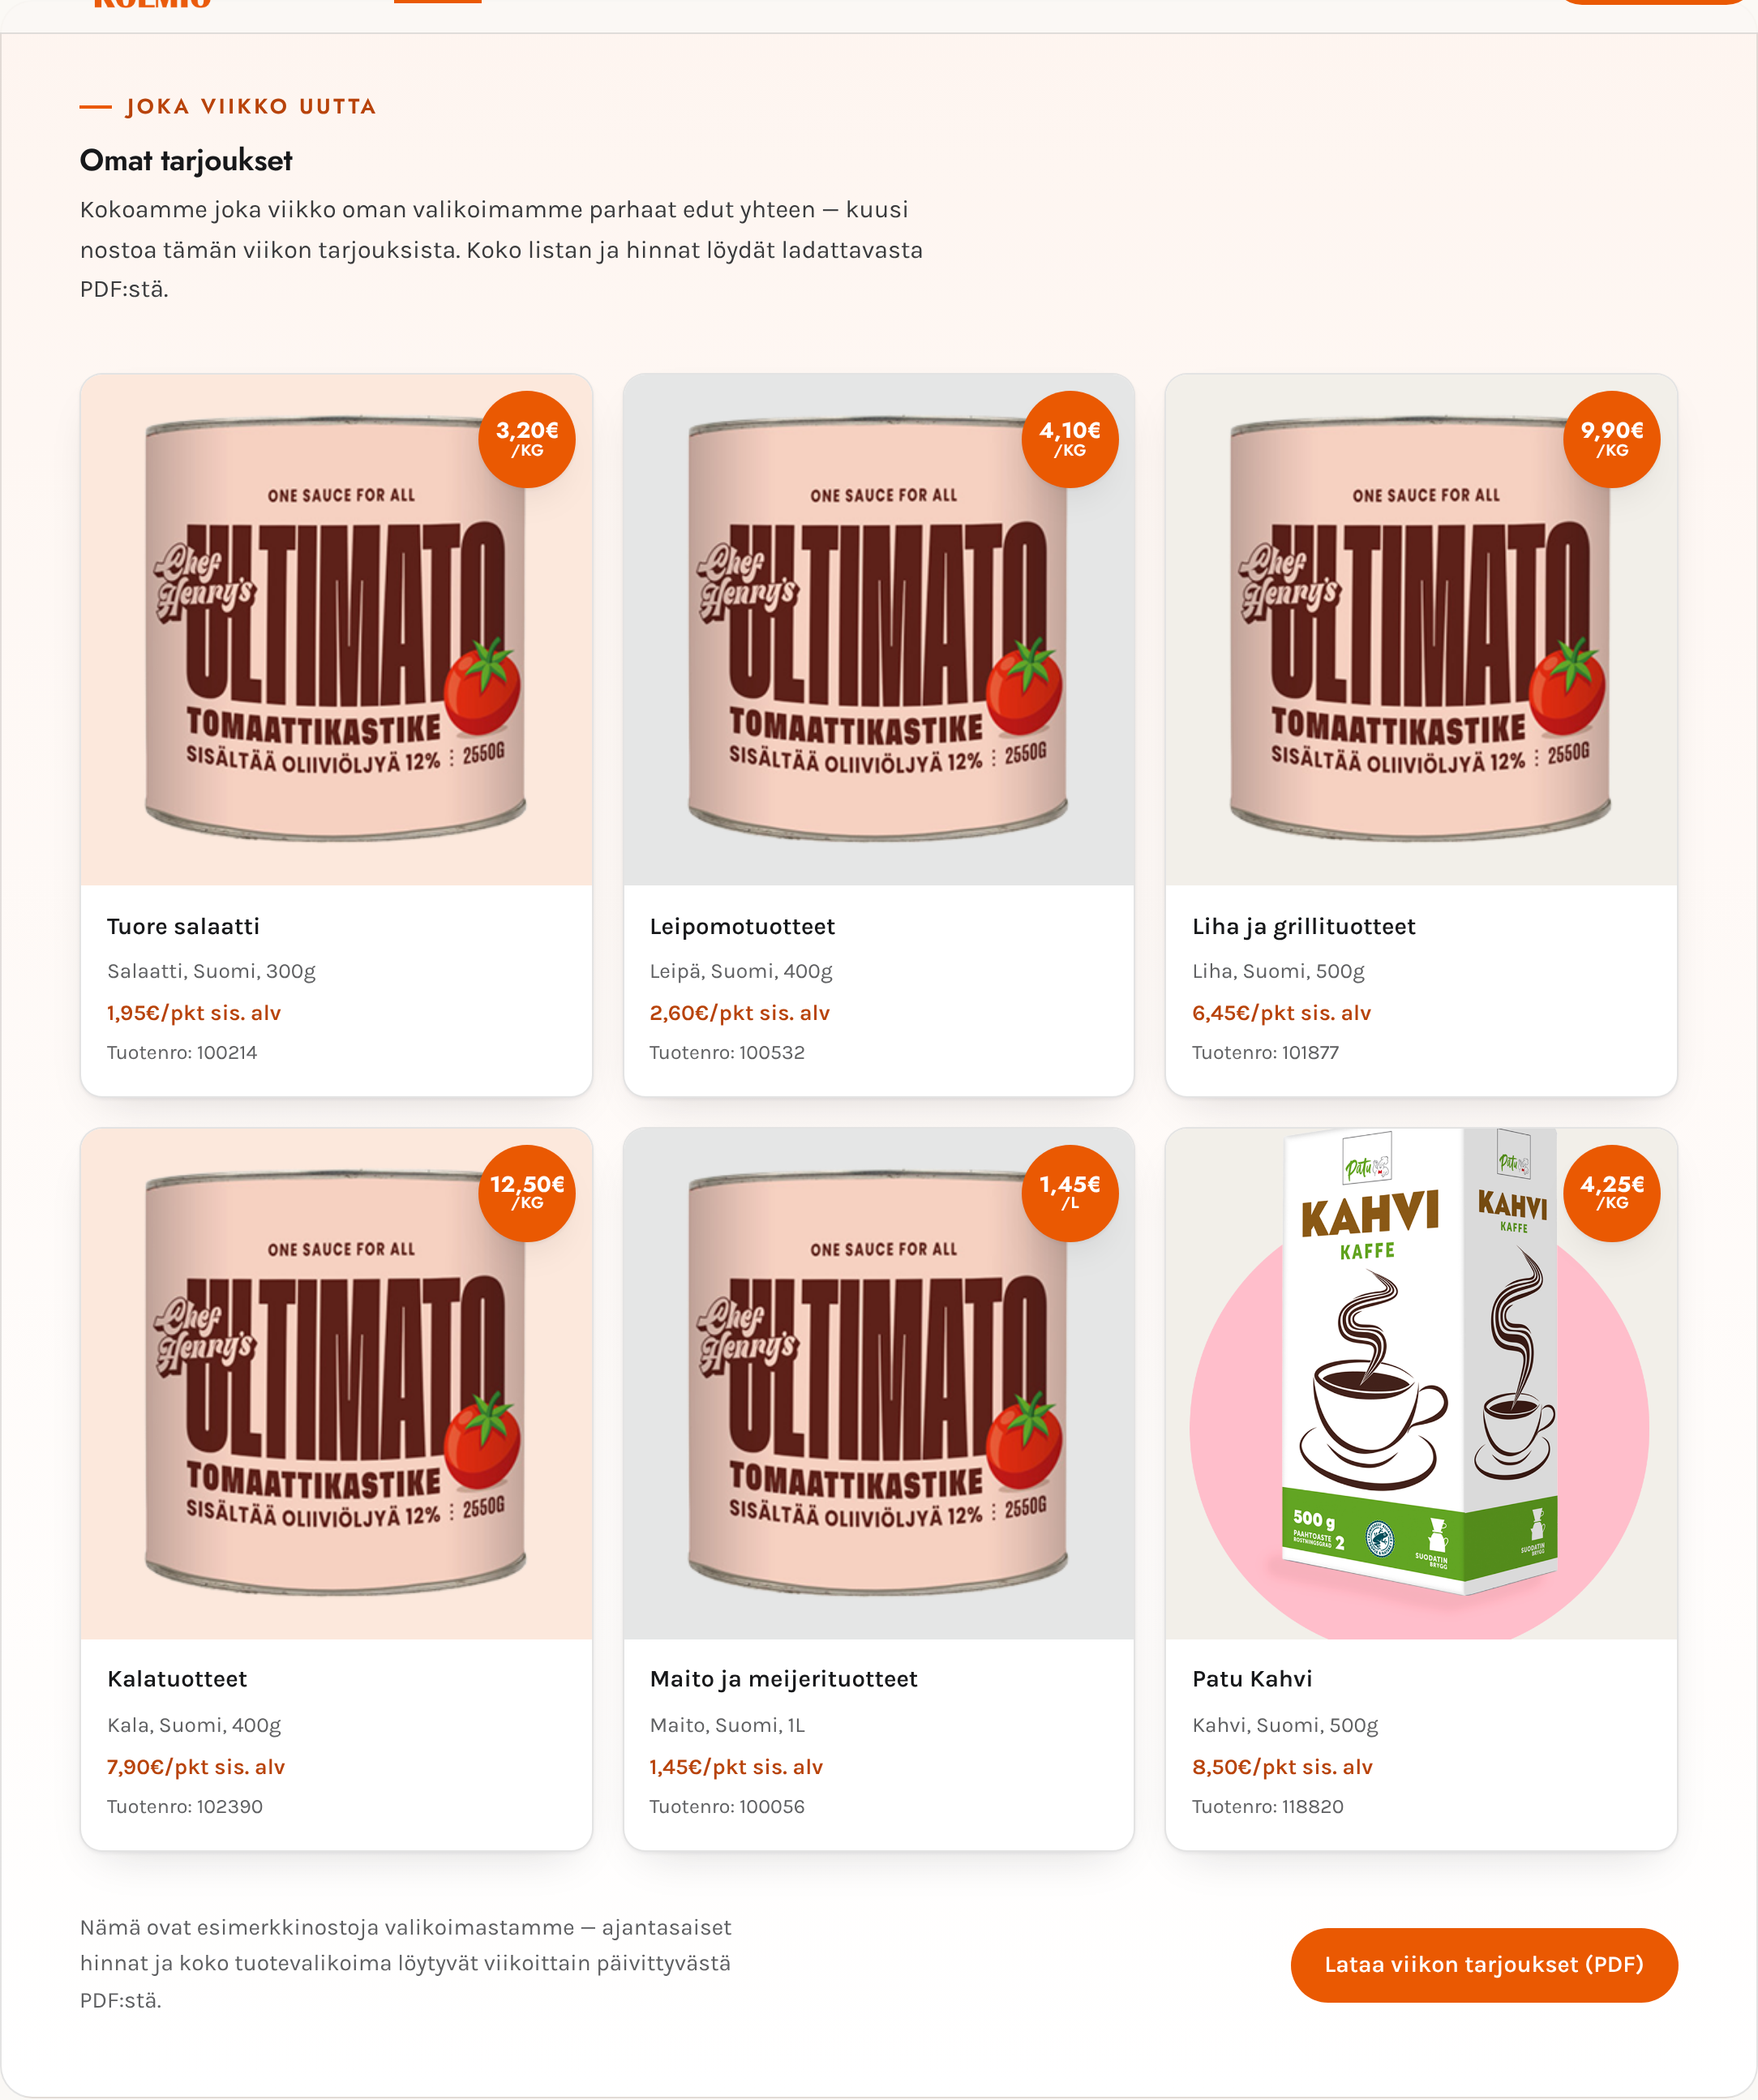 KOLMIO
JOKA VIIKKO UUTTA
Omat tarjoukset
Kokoamme joka viikko oman valikoimamme parhaat edut yhteen — kuusi
nostoa tämän viikon tarjouksista. Koko listan ja hinnat löydät ladattavasta
PDF:stä.
3,20€
/KG
ONE SAUCE FOR ALL
Chef
Henry's
ULTIMATO
TOMAATTIKASTIKE
SISÄLTÄÄ OLIIVIÖLJYÄ 12% : 2550G
Tuore salaatti
Salaatti, Suomi, 300g
1,95€/pkt sis. alv
Tuotenro: 100214
4,10€
/KG
ONE SAUCE FOR ALL
Chef
Henry's
ULTIMATO
TOMAATTIKASTIKE
SISÄLTÄÄ OLIIVIÖLJYÄ 12% : 2550G
Leipomotuotteet
Leipä, Suomi, 400g
2,60€/pkt sis. alv
Tuotenro: 100532
9,90€
/KG
ONE SAUCE FOR ALL
Chef
Henry's
ULTIMATO
TOMAATTIKASTIKE
SISÄLTÄÄ OLIIVIÖLJYÄ 12% : 2550G
Liha ja grillituotteet
Liha, Suomi, 500g
6,45€/pkt sis. alv
Tuotenro: 101877
12,50€
/KG
ONE SAUCE FOR ALL
Chef
Henry's
ULTIMATO
TOMAATTIKASTIKE
SISÄLTÄÄ OLIIVIÖLJYÄ 12% : 2550G
Kalatuotteet
Kala, Suomi, 400g
7,90€/pkt sis. alv
Tuotenro: 102390
1,45€
/L
ONE SAUCE FOR ALL
Chef
Henry's
ULTIMATO
TOMAATTIKASTIKE
SISÄLTÄÄ OLIIVIÖLJYÄ 12% : 2550G
Maito ja meijerituotteet
Maito, Suomi, 1L
1,45€/pkt sis. alv
Tuotenro: 100056
4,25€
/KG
Patu
KAHVI
KAFFE
500 g
PAAHTOASTE
ROSTNINGSGRAD 2
SUODATIN
BRYGG
Patu
KAHVI
KAFFE
SUODATIN
BRYGG
Patu Kahvi
Kahvi, Suomi, 500g
8,50€/pkt sis. alv
Tuotenro: 118820
Nämä ovat esimerkkinostoja valikoimastamme — ajantasaiset
hinnat ja koko tuotevalikoima löytyvät viikoittain päivittyvästä
PDF:stä.
Lataa viikon tarjoukset (PDF)